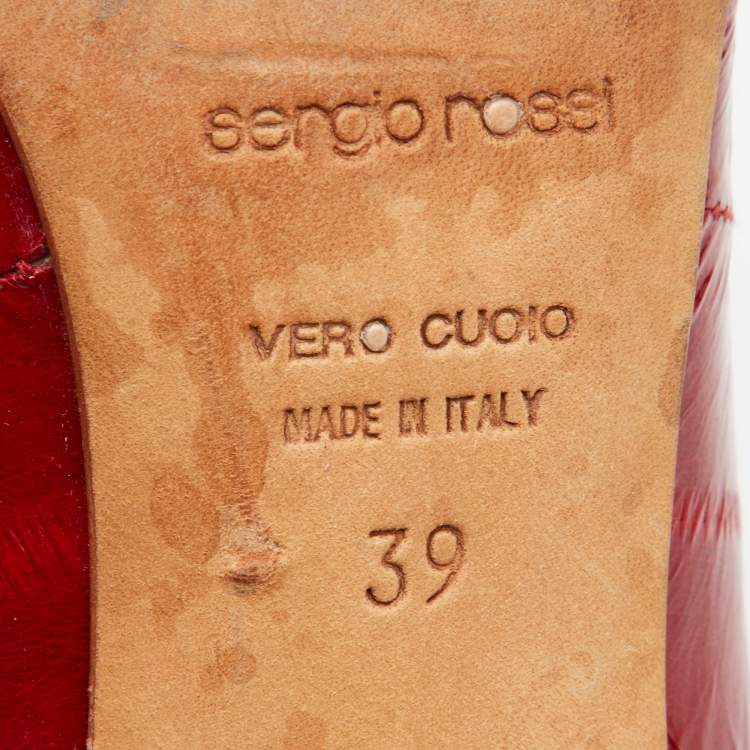 sergio rossi
VERO CUOIO
MADE IN ITALY
39